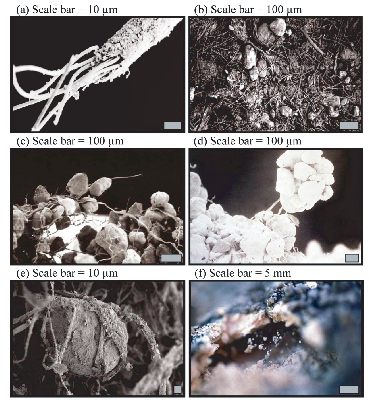 (a) Scale bar = 10 µm
(b) Scale bar = 100 µm
(c) Scale bar = 100 µm
(d) Scale bar = 100 µm
(e) Scale bar = 10 µm
(f) Scale bar = 5 mm